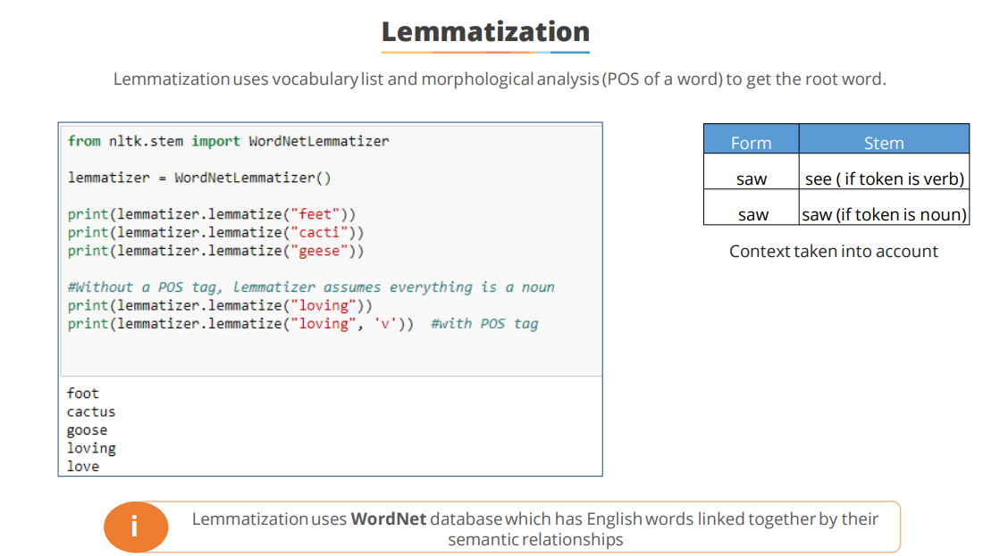 Lemmatization
Lemmatization uses vocabulary list and morphological analysis (POS of a word) to get the root word.
from nltk.stem import WordNetLemmatizer
lemmatizer = WordNetLemmatizer()
print(lemmatizer.lemmatize("feet"))
print(lemmatizer.lemmatize("cacti"))
print(lemmatizer.lemmatize("geese"))
#Without a POS tag, lemmatizer assumes everything is a noun
print(lemmatizer.lemmatize("loving"))
print(lemmatizer.lemmatize("loving", 'v'))  #with POS tag
foot
cactus
goose
loving
love
Form Stem
saw see ( if token is verb)
saw saw (if token is noun)
Context taken into account
i
Lemmatization uses WordNet database which has English words linked together by their
semantic relationships